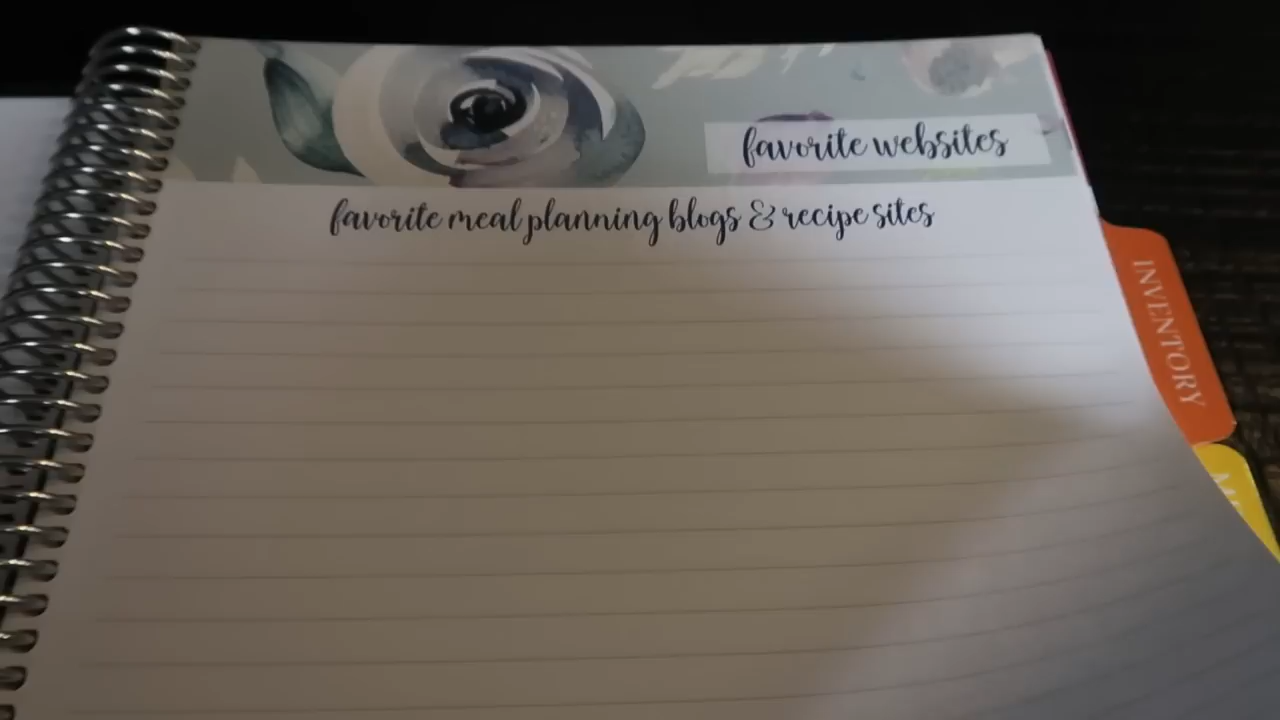 favorite websites
favorite meal planning blogs & recipe sites
INVENTORY